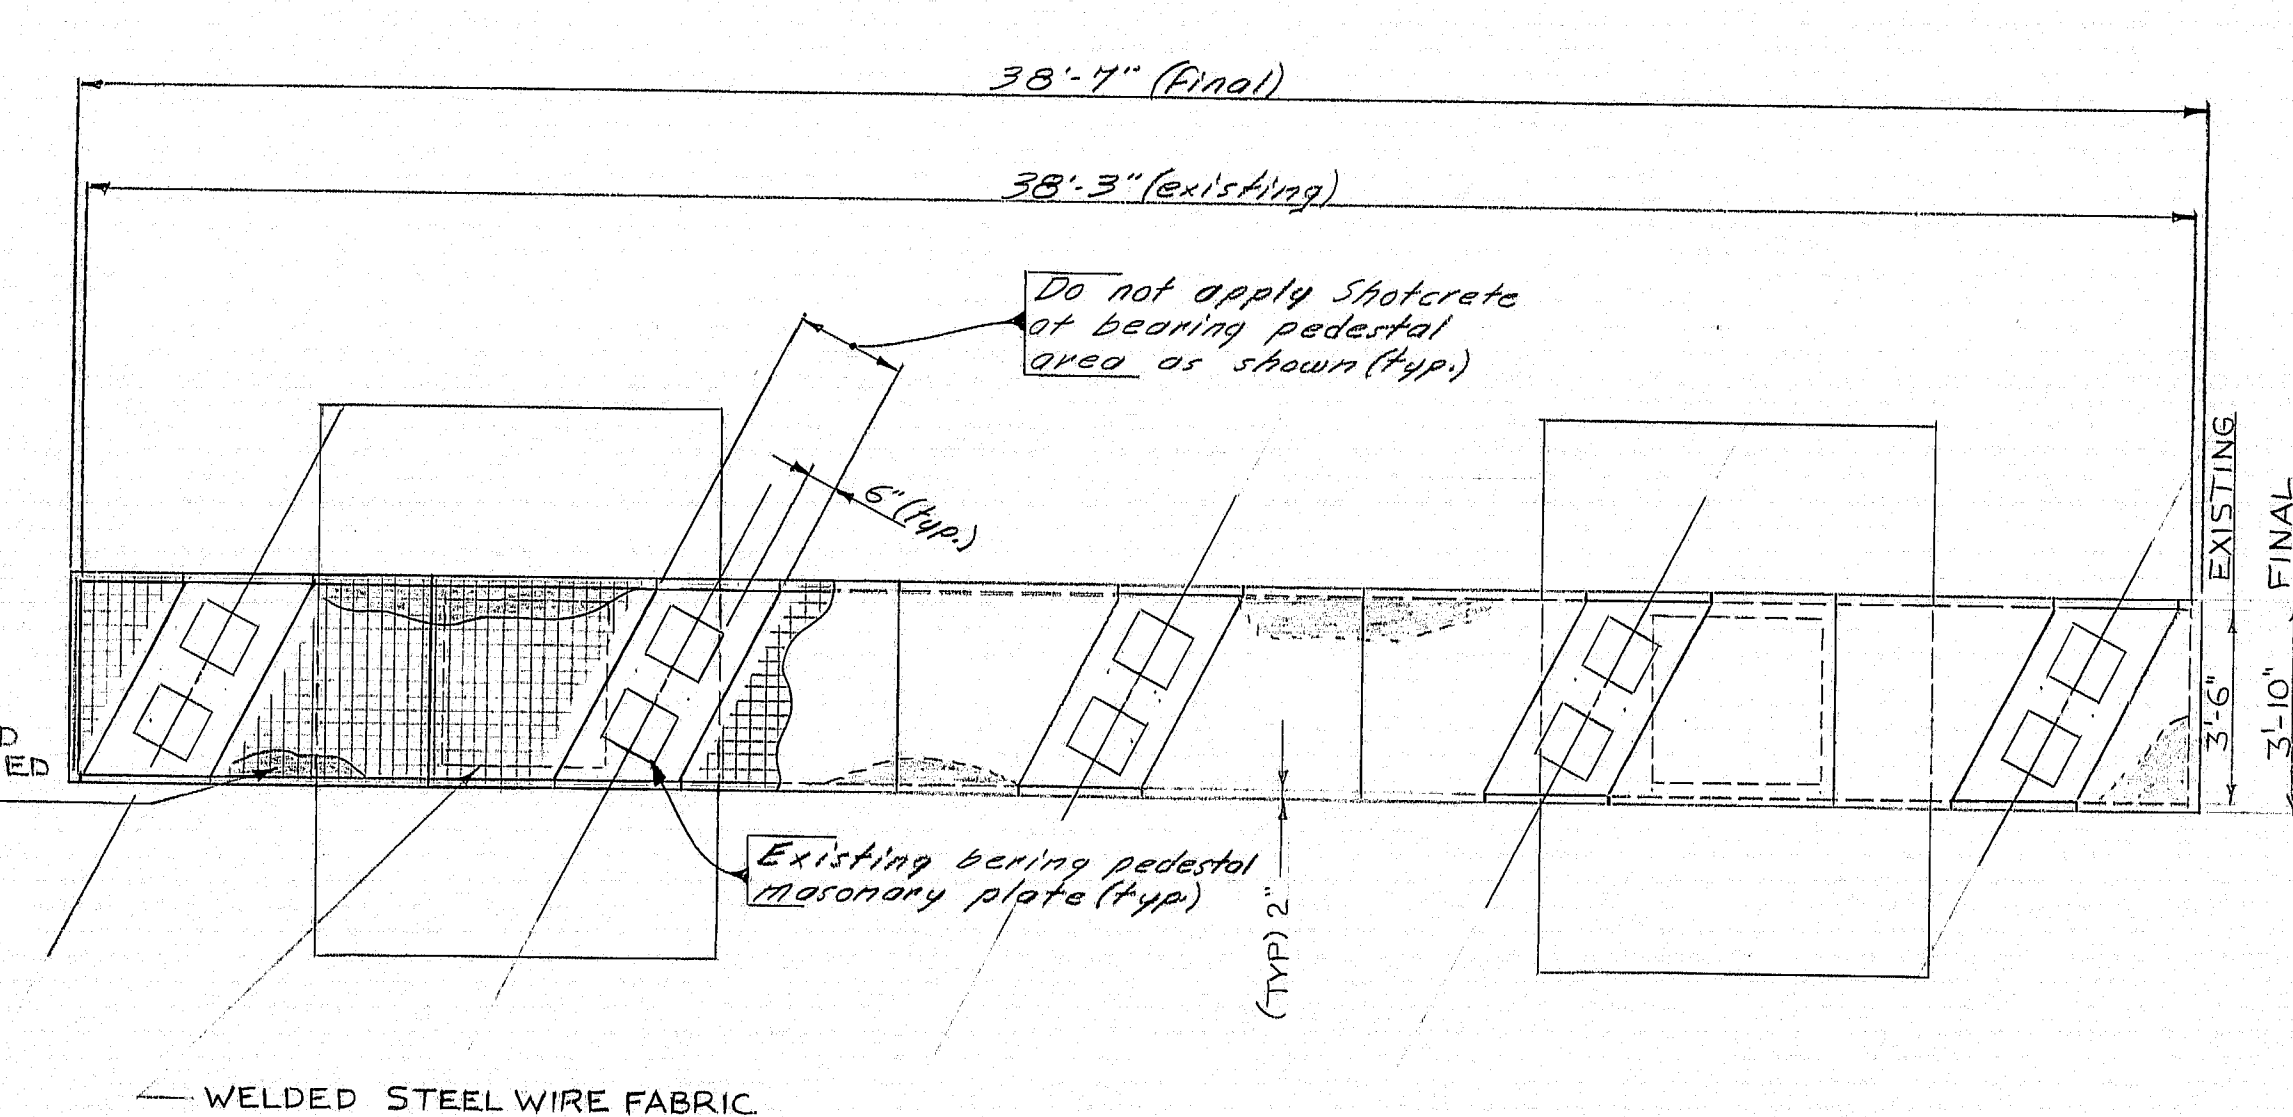 38'-7" (final)
38'-3" (existing)
Do not apply Shotcrete
at bearing pedestal
area as shown (typ.)
6" (typ.)
EXISTING
FINAL
3'-6"
3'-10"
D
ED
Existing bering pedestal
masonary plate (typ.)
(TYP) 2"
WELDED STEEL WIRE FABRIC